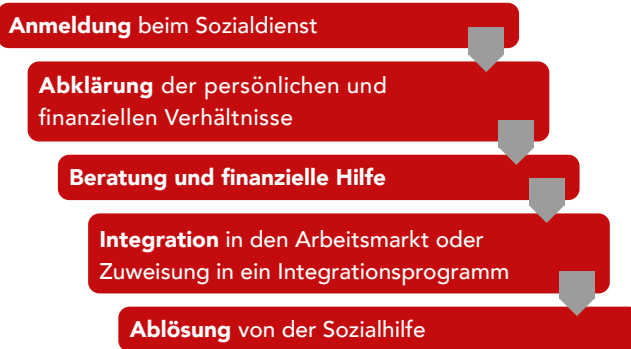 Anmeldung beim Sozialdienst
Abklärung der persönlichen und
finanziellen Verhältnisse
Beratung und finanzielle Hilfe
Integration in den Arbeitsmarkt oder
Zuweisung in ein Integrationsprogramm
Ablösung von der Sozialhilfe